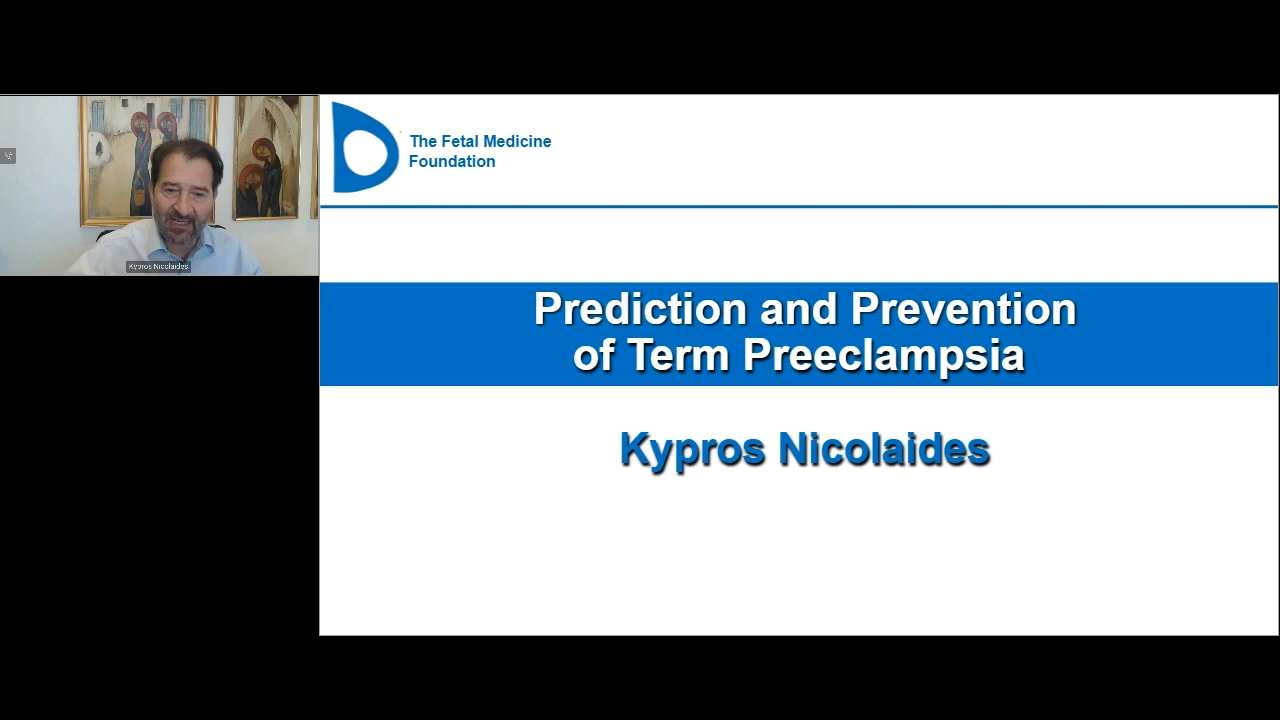 The Fetal Medicine
Foundation
Prediction and Prevention
of Term Preeclampsia
Kypros Nicolaides
Kypros Nicolaides